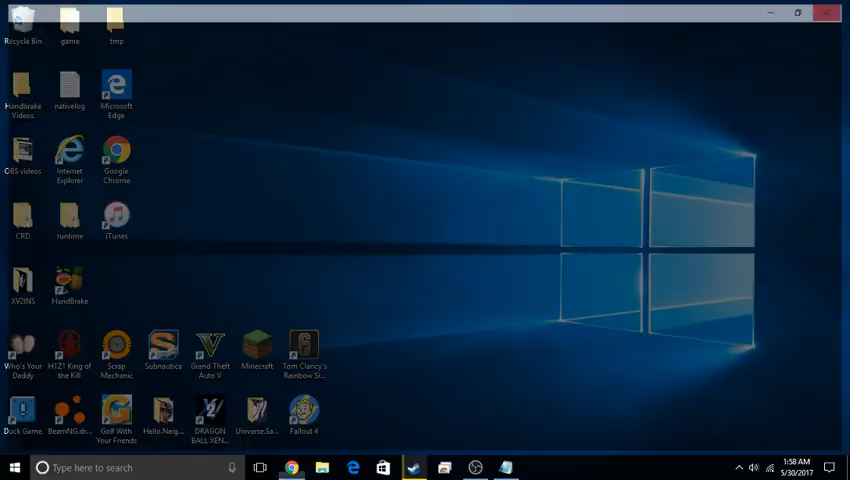 Recycle Bin
game
tmp
Handbrake
Videos
nativelog
Microsoft
Edge
OBS videos
Internet
Explorer
Google
Chrome
CRD
runtime
iTunes
XV2INS
HandBrake
Who's Your
Daddy
H1Z1 King of
the Kill
Scrap
Mechanic
Subnautica
Grand Theft
Auto V
Minecraft
Tom Clancy's
Rainbow Si...
Duck Game
BeamNG.dr...
Golf With
Your Friends
Hello.Neig...
DRAGON
BALL XEN...
Universe.Sa...
Fallout 4
Type here to search
1:58 AM
5/30/2017